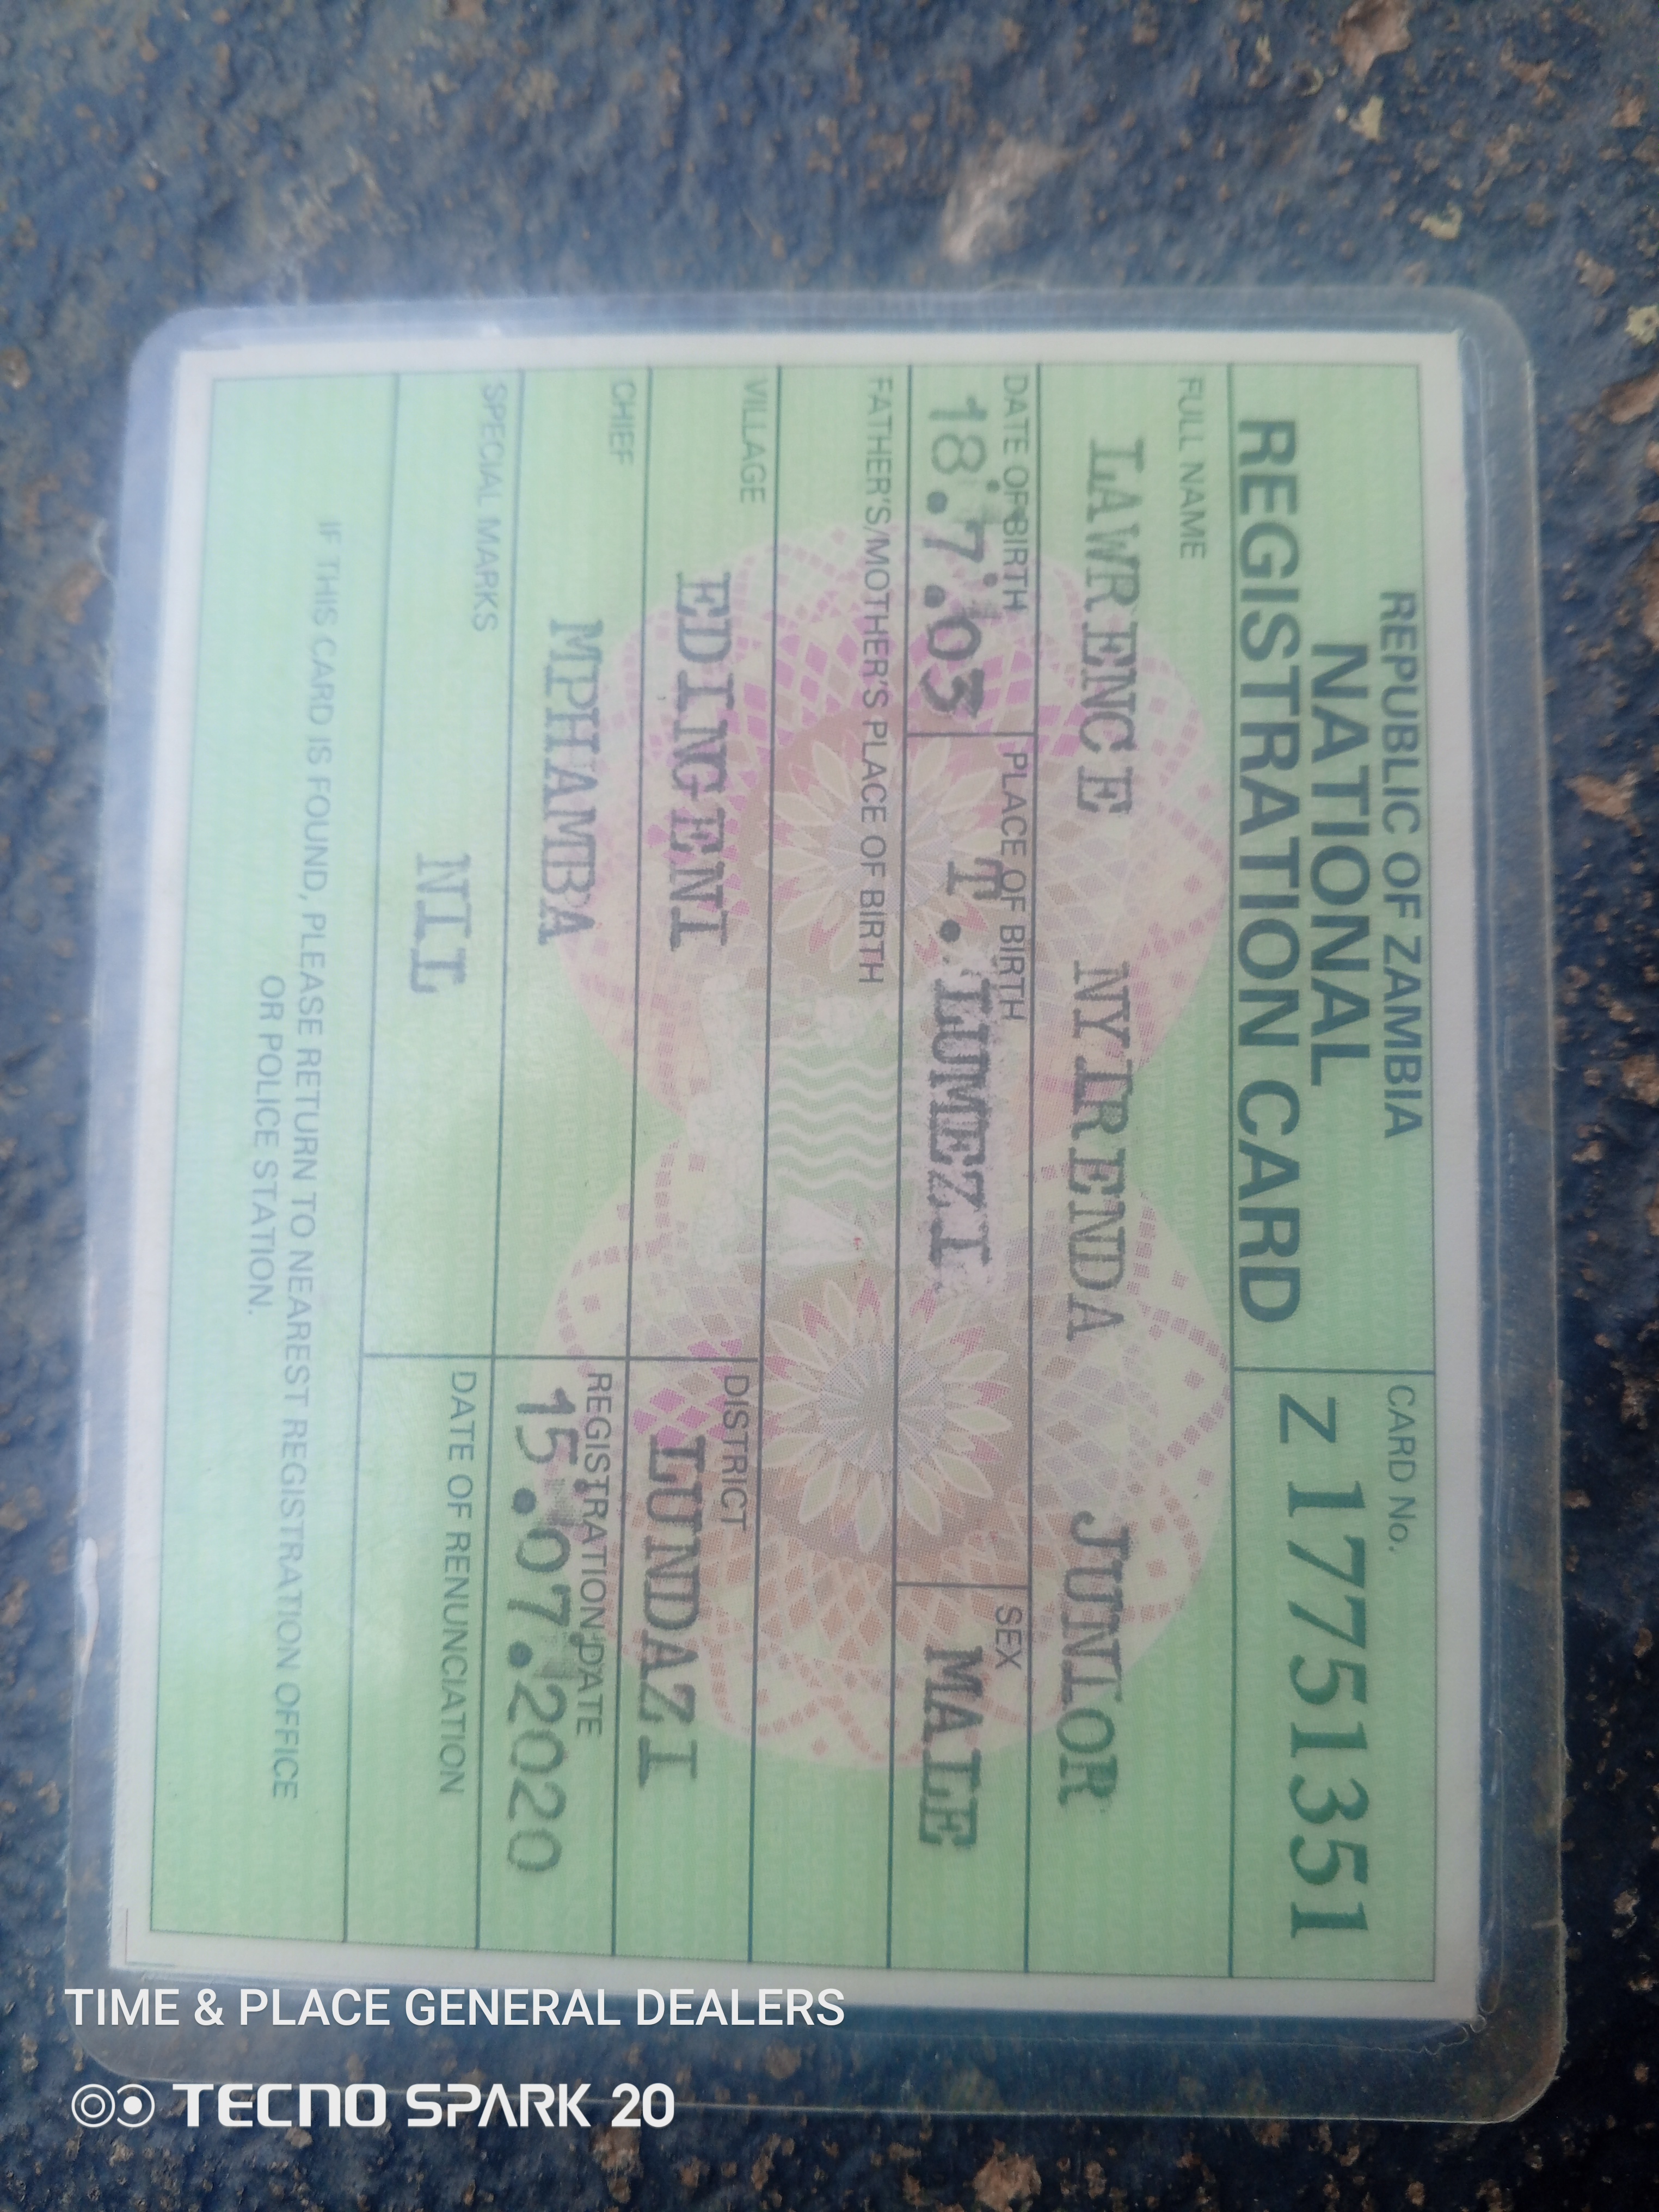 REPUBLIC OF ZAMBIA
NATIONAL
REGISTRATION CARD
CARD No.
Z 17751351
FULL NAME
LAWRENCE NYIRENDA JUNIOR
DATE OF BIRTH PLACE OF BIRTH SEX
18.7.03 T.LUMEZI MALE
FATHER'S/MOTHER'S PLACE OF BIRTH
VILLAGE DISTRICT
EDINGENI LUNDAZI
CHIEF REGISTRATION DATE
MPHAMBA 15.07.2020
SPECIAL MARKS DATE OF RENUNCIATION
NIL
IF THIS CARD IS FOUND, PLEASE RETURN TO NEAREST REGISTRATION OFFICE
OR POLICE STATION.
TIME & PLACE GENERAL DEALERS
TECNO SPARK 20